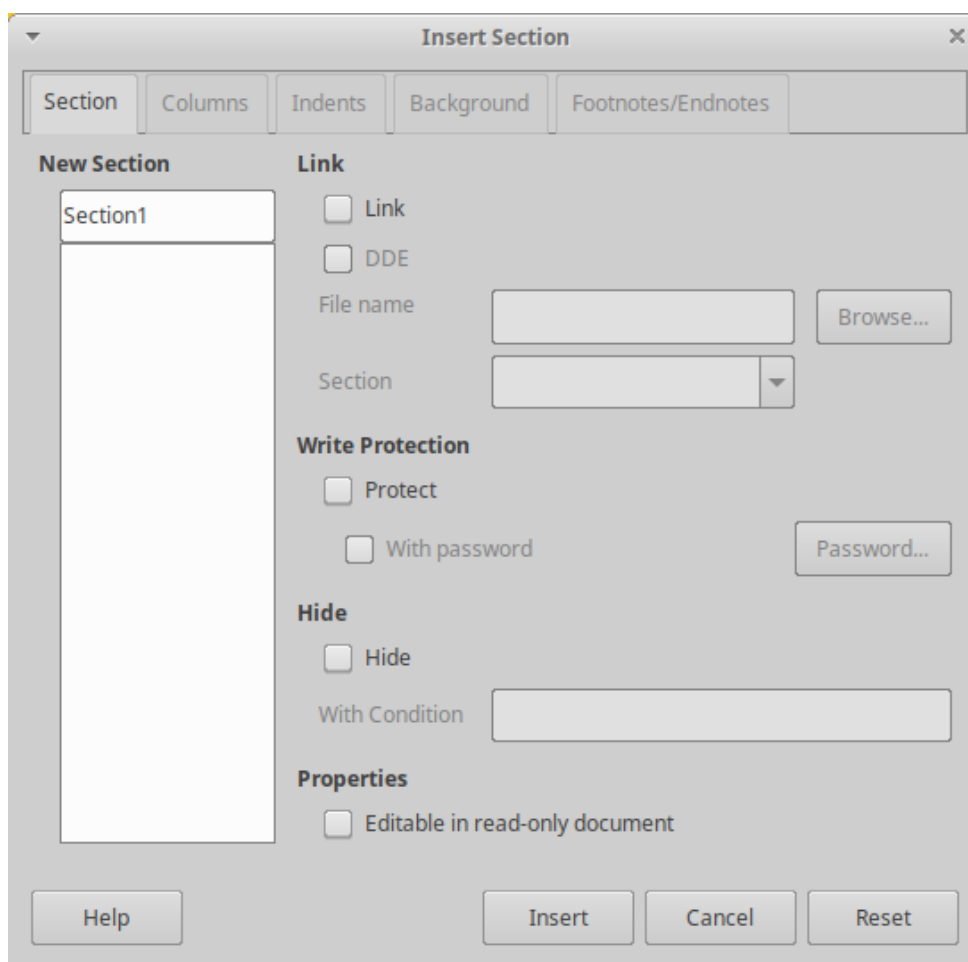 Insert Section
Section Columns Indents Background Footnotes/Endnotes
New Section
Section1
Link
Link
DDE
File name
Browse...
Section
Write Protection
Protect
With password
Password...
Hide
Hide
With Condition
Properties
Editable in read-only document
Help Insert Cancel Reset